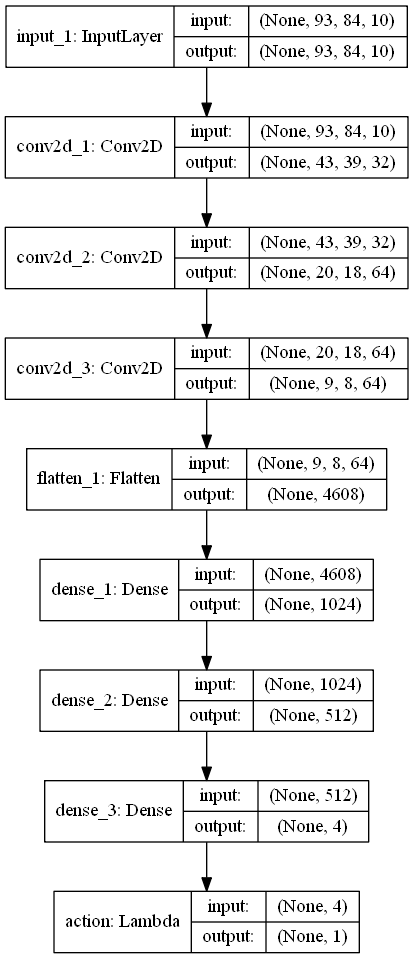 input_1: InputLayer
input: (None, 93, 84, 10)
output: (None, 93, 84, 10)
conv2d_1: Conv2D
input: (None, 93, 84, 10)
output: (None, 43, 39, 32)
conv2d_2: Conv2D
input: (None, 43, 39, 32)
output: (None, 20, 18, 64)
conv2d_3: Conv2D
input: (None, 20, 18, 64)
output: (None, 9, 8, 64)
flatten_1: Flatten
input: (None, 9, 8, 64)
output: (None, 4608)
dense_1: Dense
input: (None, 4608)
output: (None, 1024)
dense_2: Dense
input: (None, 1024)
output: (None, 512)
dense_3: Dense
input: (None, 512)
output: (None, 4)
action: Lambda
input: (None, 4)
output: (None, 1)